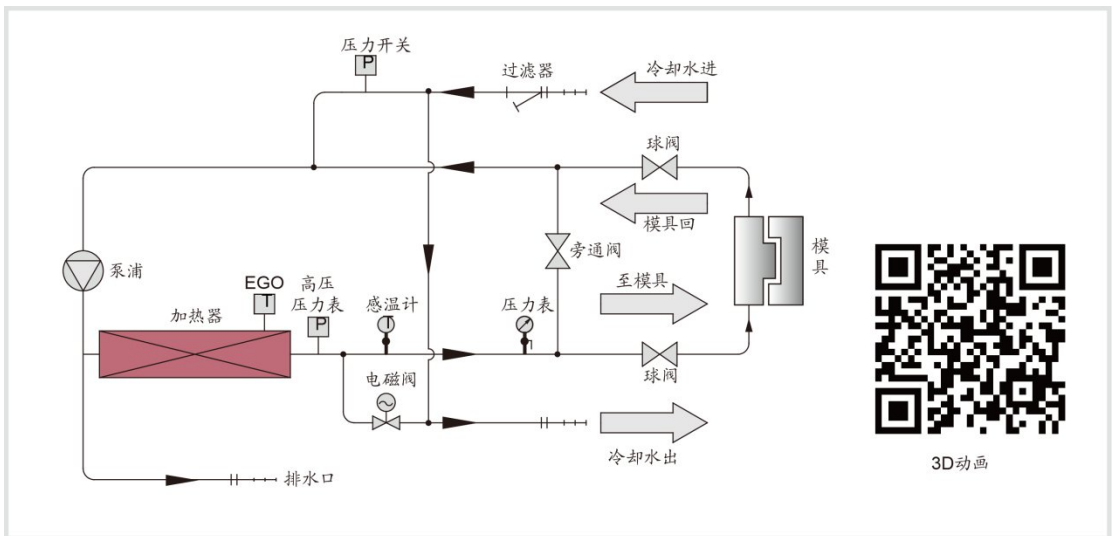 压力开关
P
过滤器
冷却水进
球阀
模具回
旁通阀
模具
泵浦
EGO
T
高压
压力表
P
加热器
感温计
T
压力表
至模具
球阀
电磁阀
冷却水出
排水口
3D动画